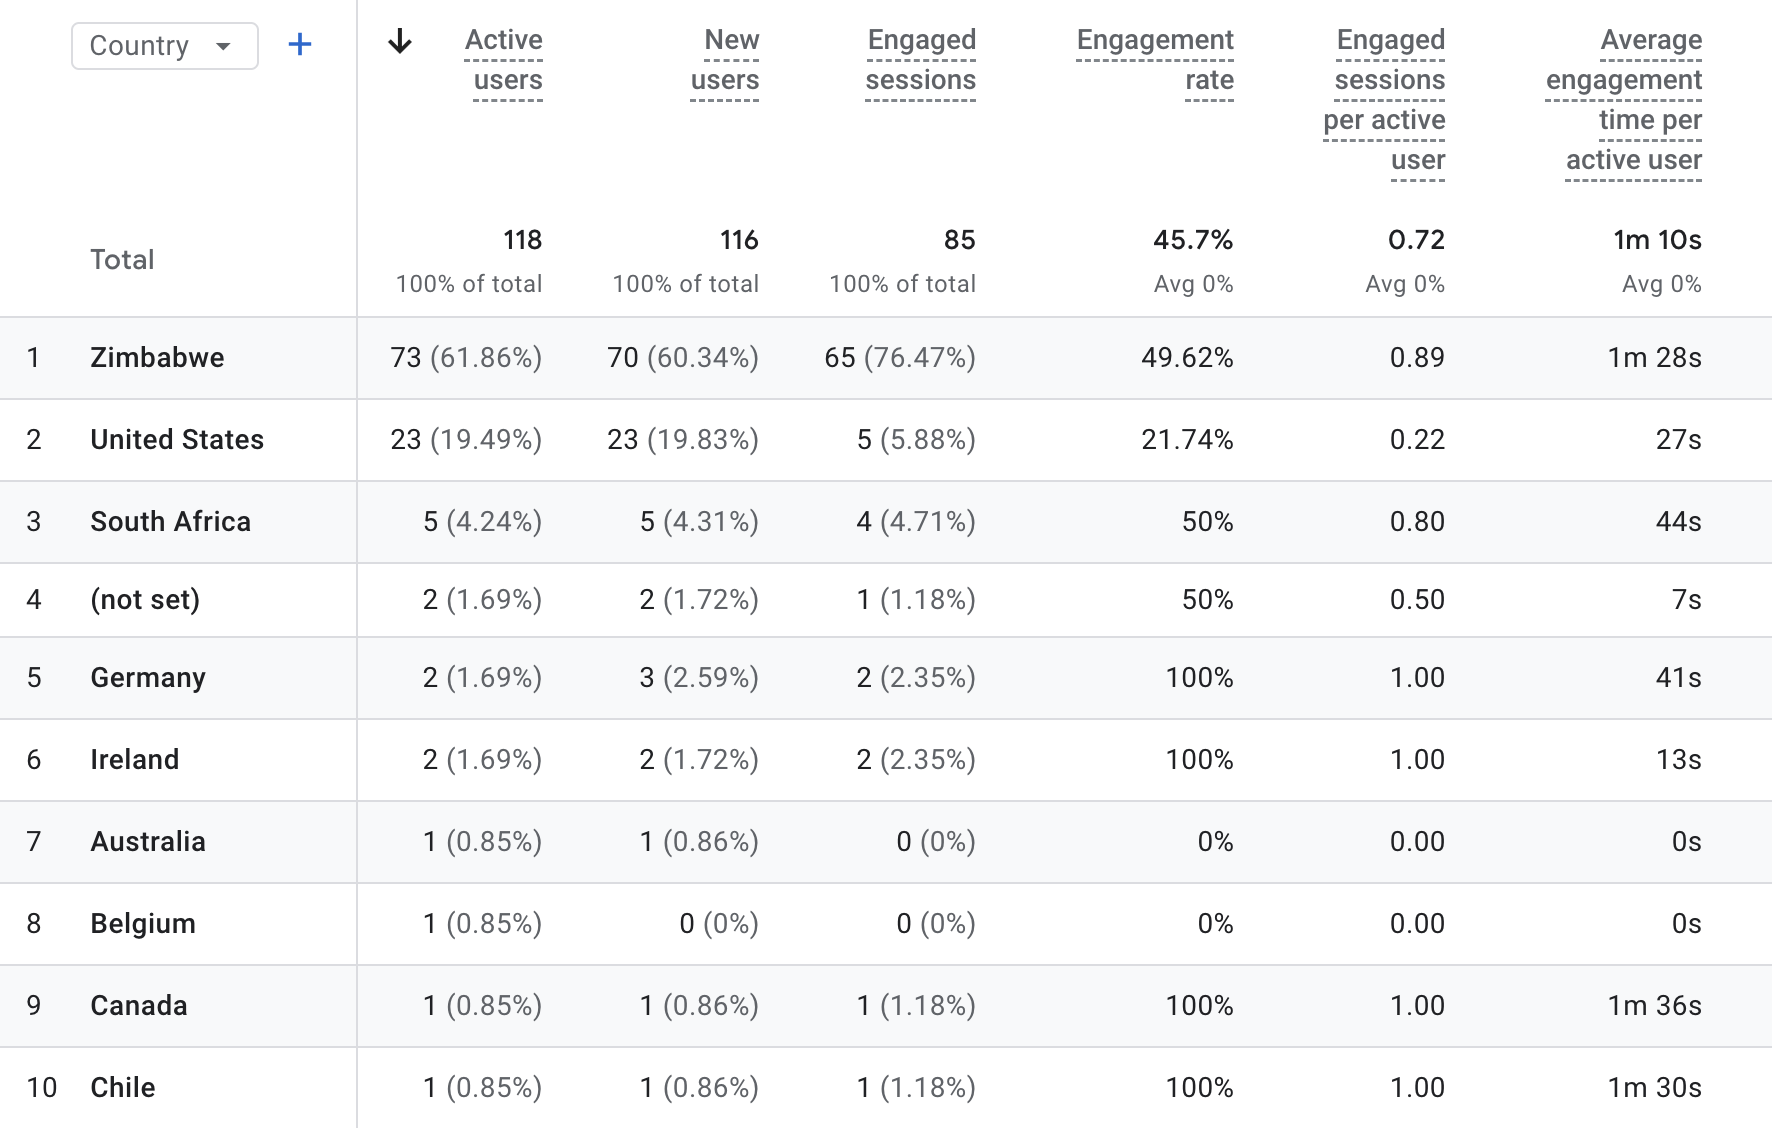 Country
Active users
New users
Engaged sessions
Engagement rate
Engaged sessions per active user
Average engagement time per active user
Total
118 116 85 45.7% 0.72 1m 10s
100% of total 100% of total 100% of total Avg 0% Avg 0% Avg 0%
1 Zimbabwe 73 (61.86%) 70 (60.34%) 65 (76.47%) 49.62% 0.89 1m 28s
2 United States 23 (19.49%) 23 (19.83%) 5 (5.88%) 21.74% 0.22 27s
3 South Africa 5 (4.24%) 5 (4.31%) 4 (4.71%) 50% 0.80 44s
4 (not set) 2 (1.69%) 2 (1.72%) 1 (1.18%) 50% 0.50 7s
5 Germany 2 (1.69%) 3 (2.59%) 2 (2.35%) 100% 1.00 41s
6 Ireland 2 (1.69%) 2 (1.72%) 2 (2.35%) 100% 1.00 13s
7 Australia 1 (0.85%) 1 (0.86%) 0 (0%) 0% 0.00 0s
8 Belgium 1 (0.85%) 0 (0%) 0 (0%) 0% 0.00 0s
9 Canada 1 (0.85%) 1 (0.86%) 1 (1.18%) 100% 1.00 1m 36s
10 Chile 1 (0.85%) 1 (0.86%) 1 (1.18%) 100% 1.00 1m 30s